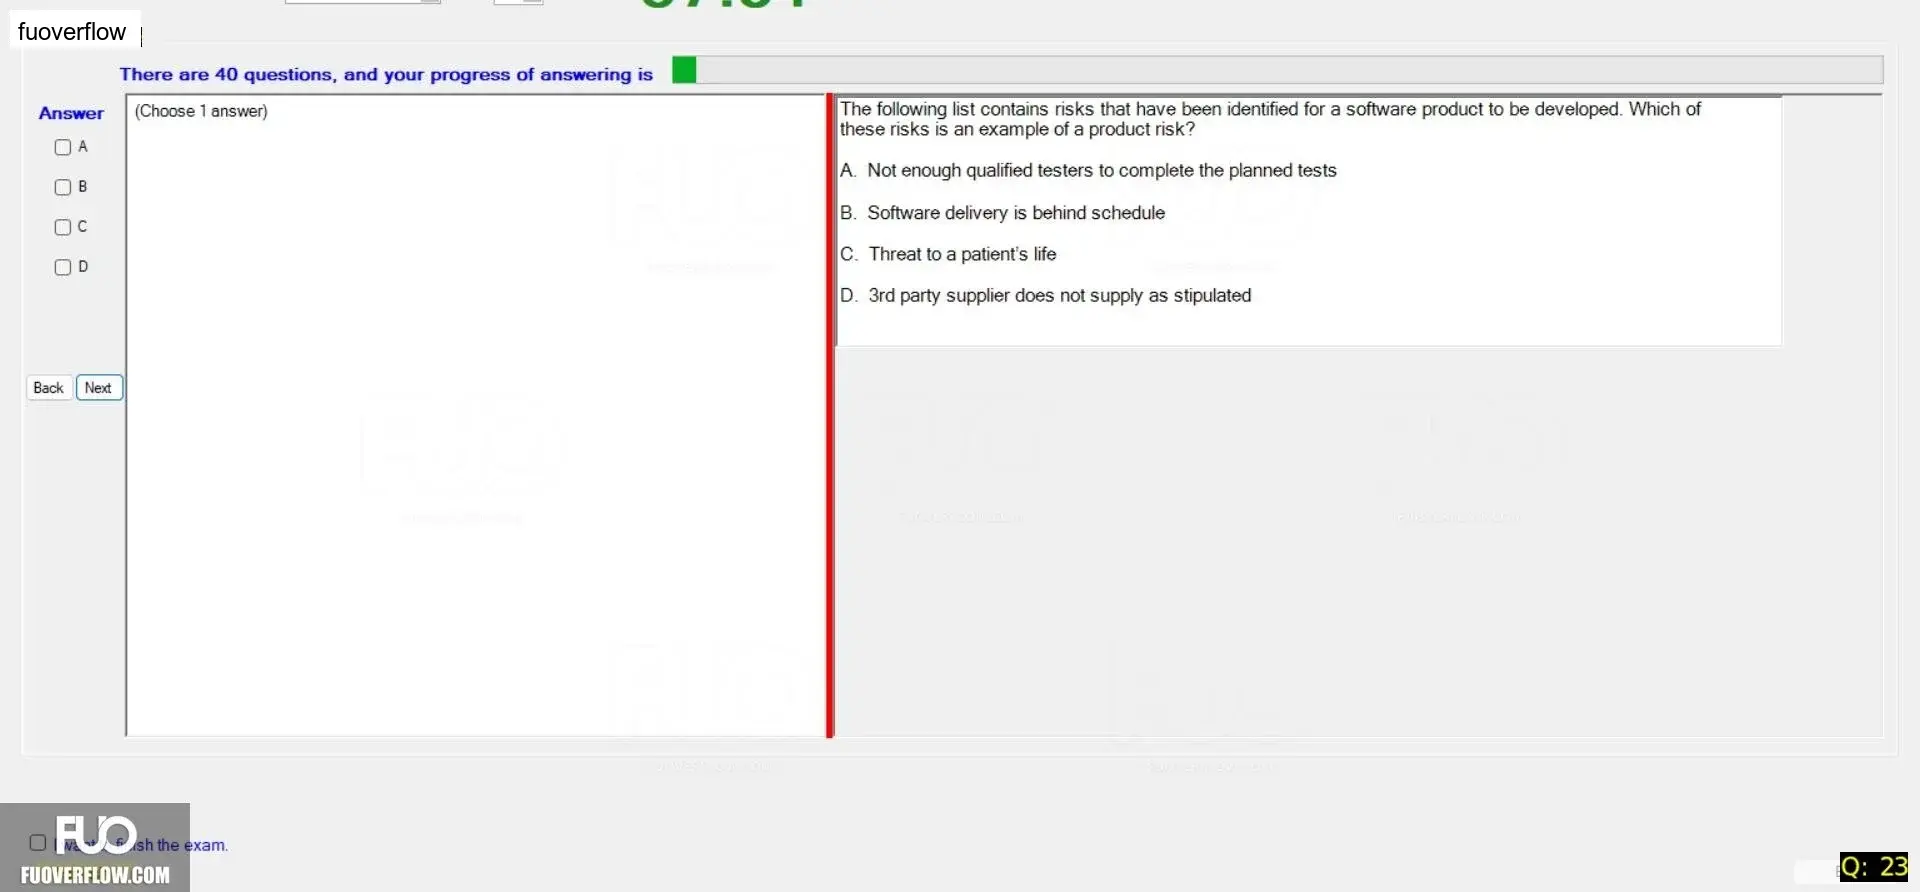 fuoverflow
There are 40 questions, and your progress of answering is
Answer
(Choose 1 answer)
A
B
C
D
Back Next
The following list contains risks that have been identified for a software product to be developed. Which of
these risks is an example of a product risk?
A. Not enough qualified testers to complete the planned tests
B. Software delivery is behind schedule
C. Threat to a patient's life
D. 3rd party supplier does not supply as stipulated
the exam.
FUO
FUOVERFLOW.COM
Q: 23